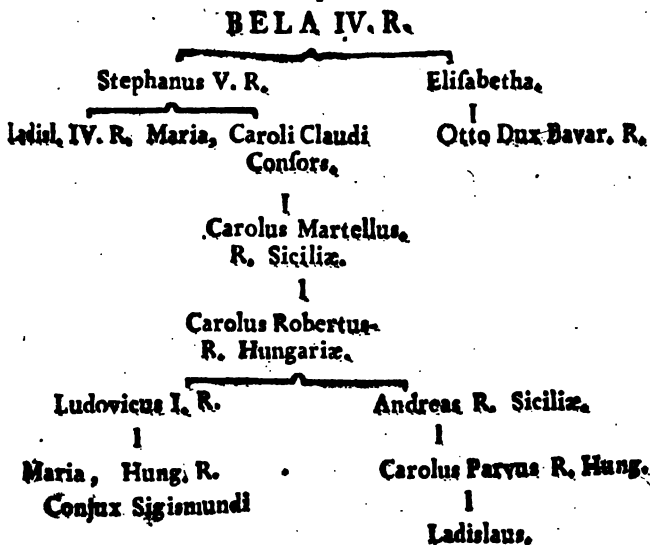 BELA IV. R.
Stephanus V. R. Eliſabetha.
Ladisl. IV. R. Maria, Caroli Claudi Otto Dux Bavar. R.
Conſors.
Carolus Martellus.
R. Siciliæ.
Carolus Robertus
R. Hungariæ.
Ludovicus I. R. Andreas R. Siciliæ.
Maria, Hung. R. Carolus Parvus R. Hung.
Conjux Sigismundi
Ladislaus.